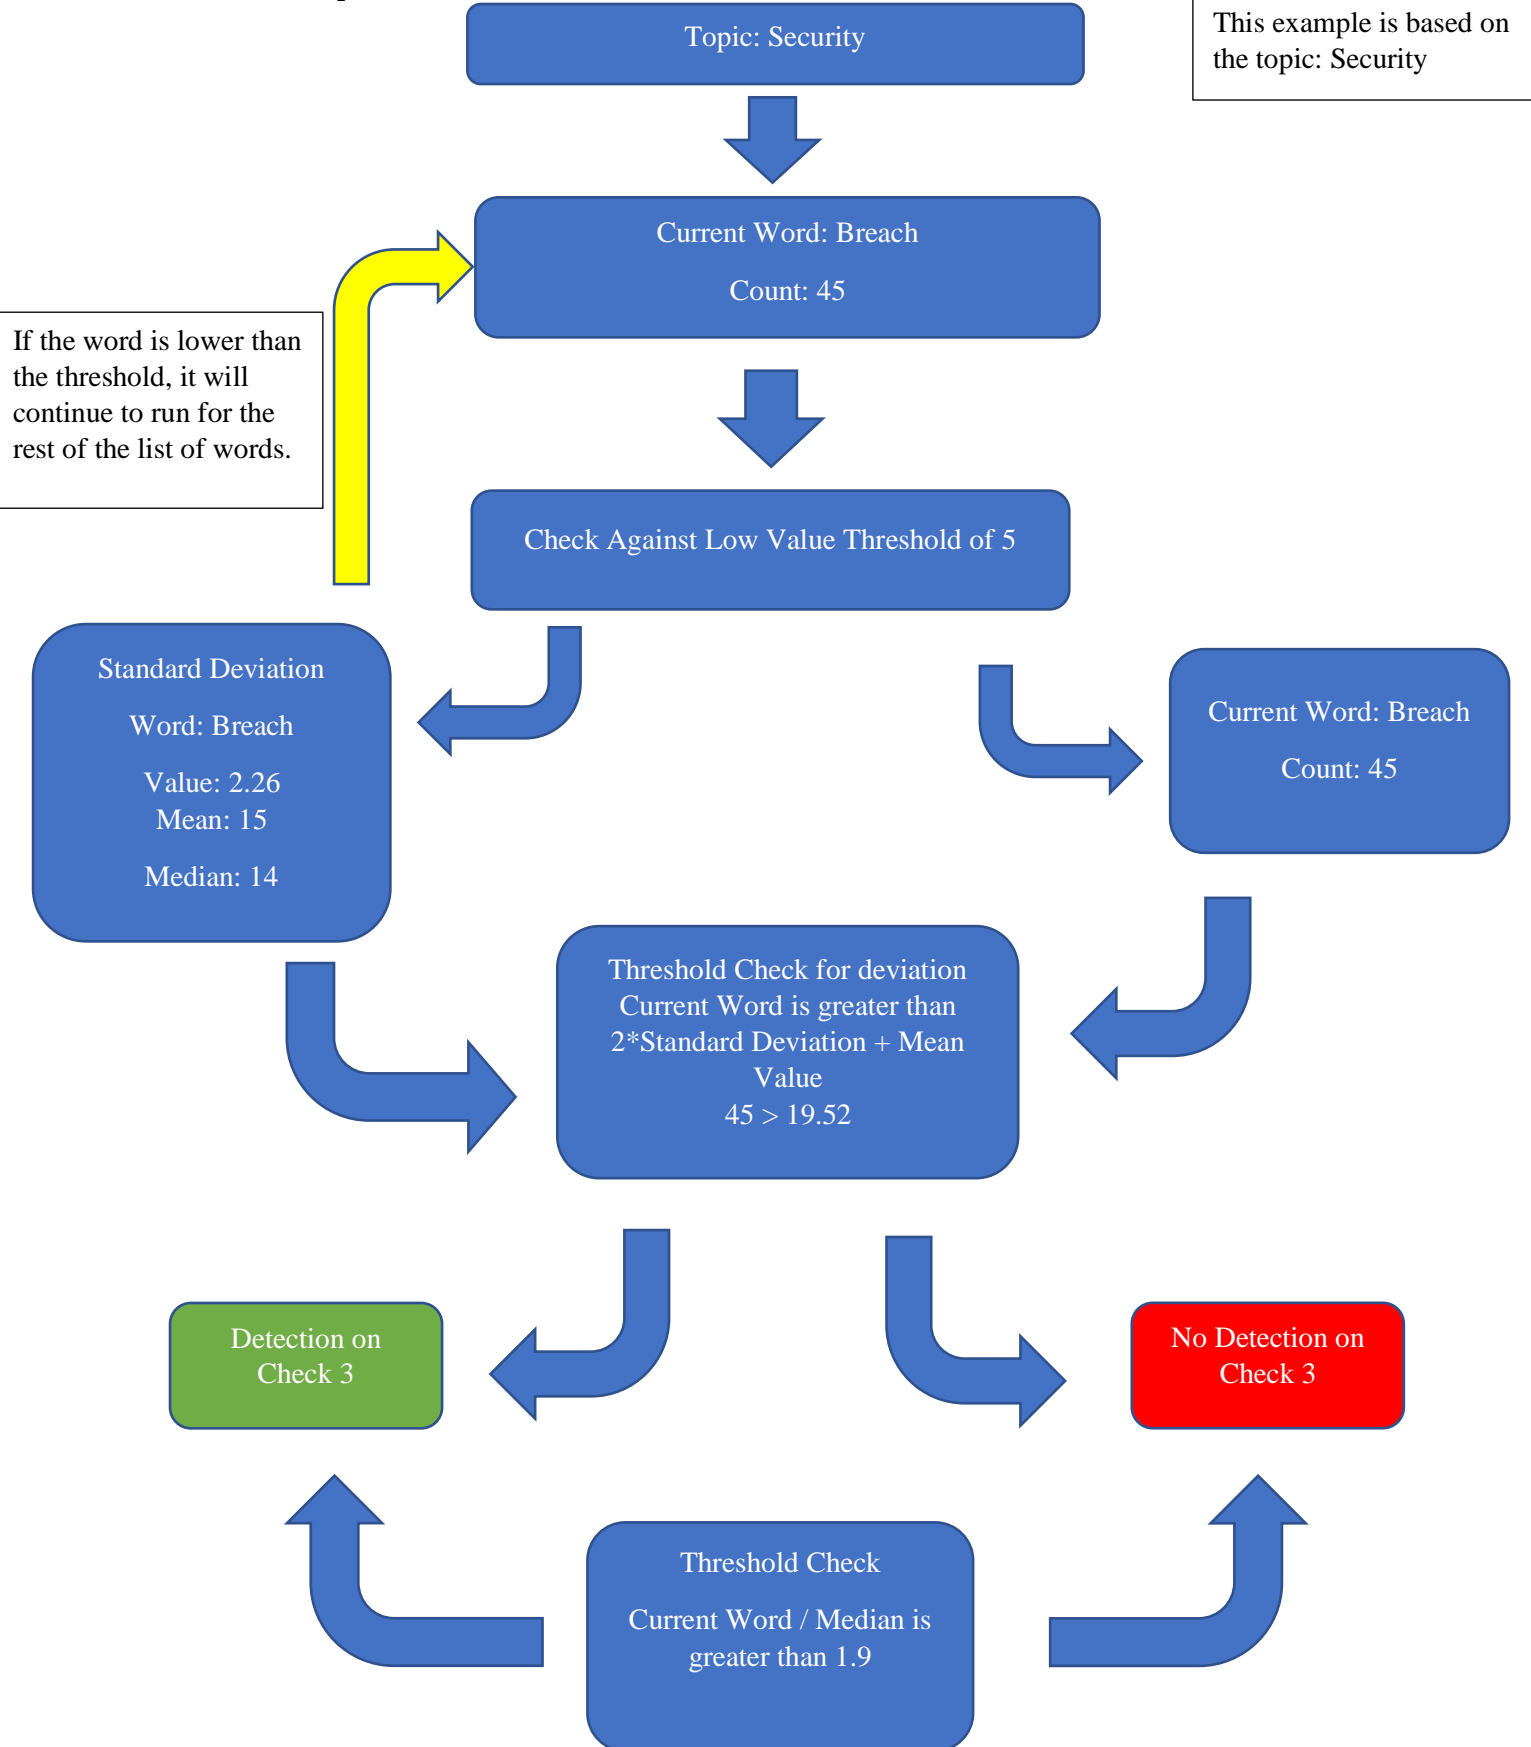 Topic: Security
This example is based on
the topic: Security
Current Word: Breach
Count: 45
If the word is lower than
the threshold, it will
continue to run for the
rest of the list of words.
Check Against Low Value Threshold of 5
Standard Deviation
Word: Breach
Value: 2.26
Mean: 15
Median: 14
Current Word: Breach
Count: 45
Threshold Check for deviation
Current Word is greater than
2*Standard Deviation + Mean
Value
45 > 19.52
Detection on
Check 3
No Detection on
Check 3
Threshold Check
Current Word / Median is
greater than 1.9